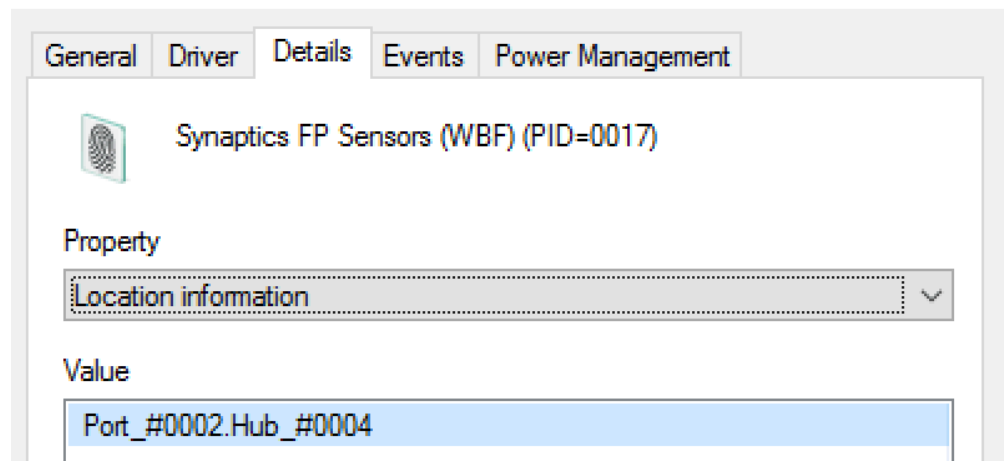 General Driver Details Events Power Management
Synaptics FP Sensors (WBF) (PID=0017)
Property
Location information
Value
Port_#0002.Hub_#0004